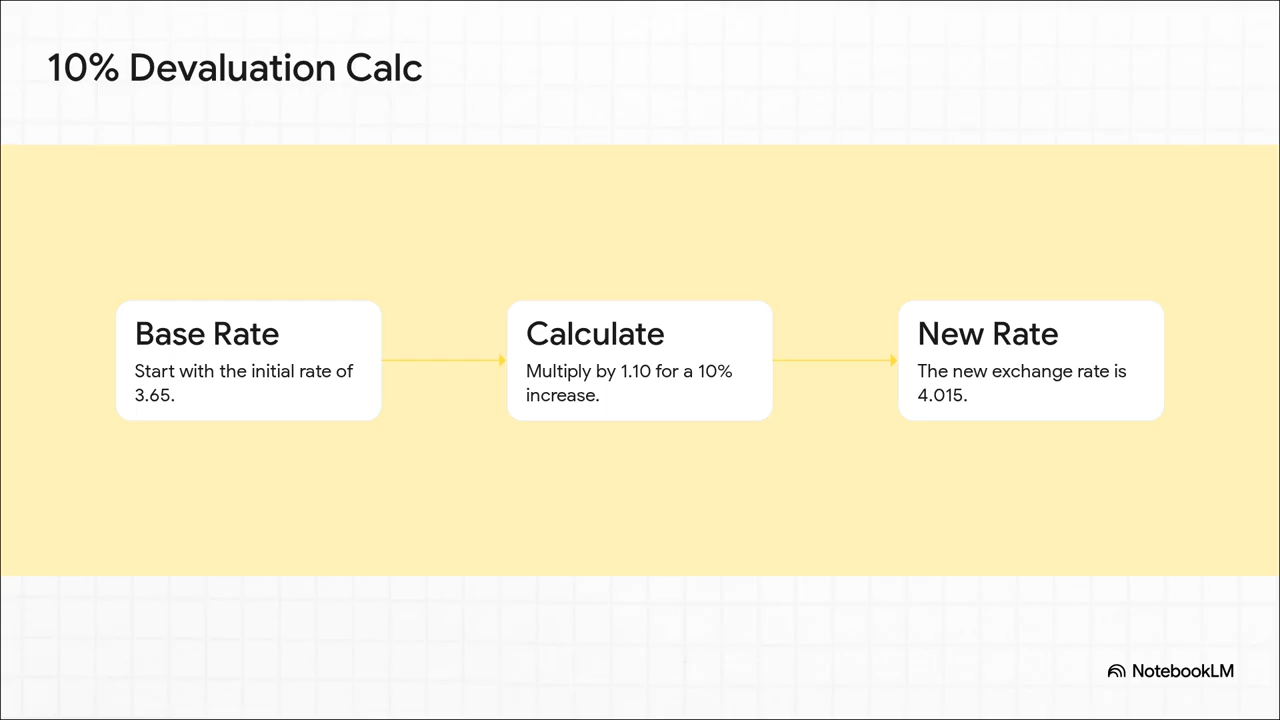 10% Devaluation Calc
Base Rate
Start with the initial rate of
3.65.
Calculate
Multiply by 1.10 for a 10%
increase.
New Rate
The new exchange rate is
4.015.
NotebookLM